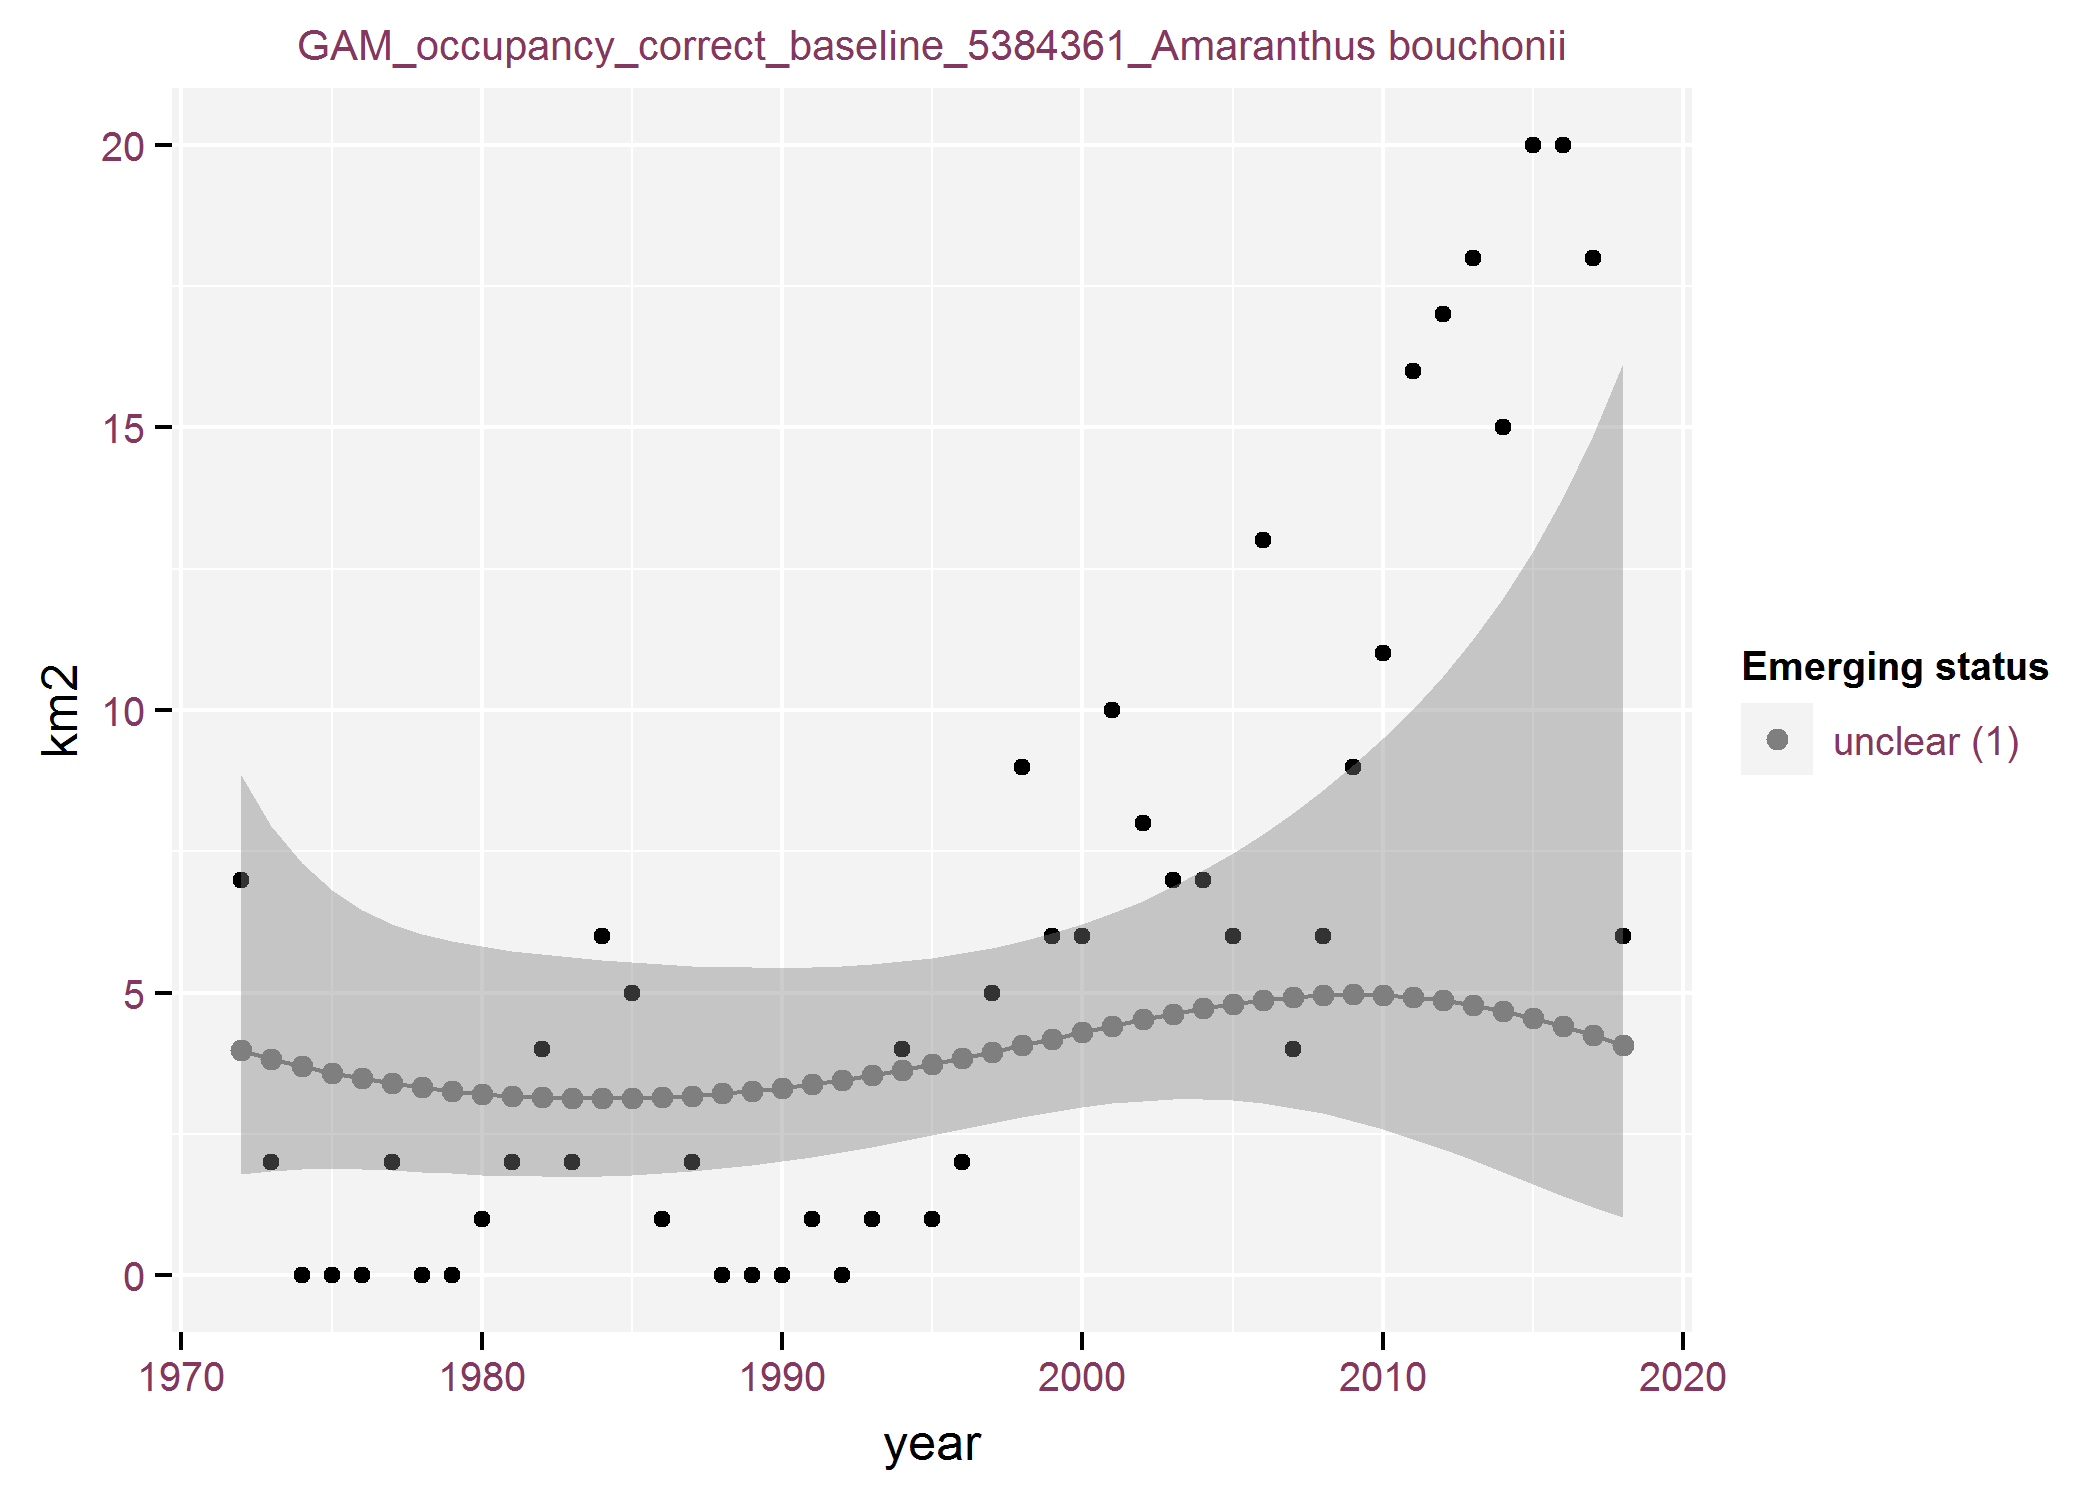 GAM_occupancy_correct_baseline_5384361_Amaranthus bouchonii
20
15
10
5
0
km2
1970 1980 1990 2000 2010 2020
year
Emerging status
unclear (1)